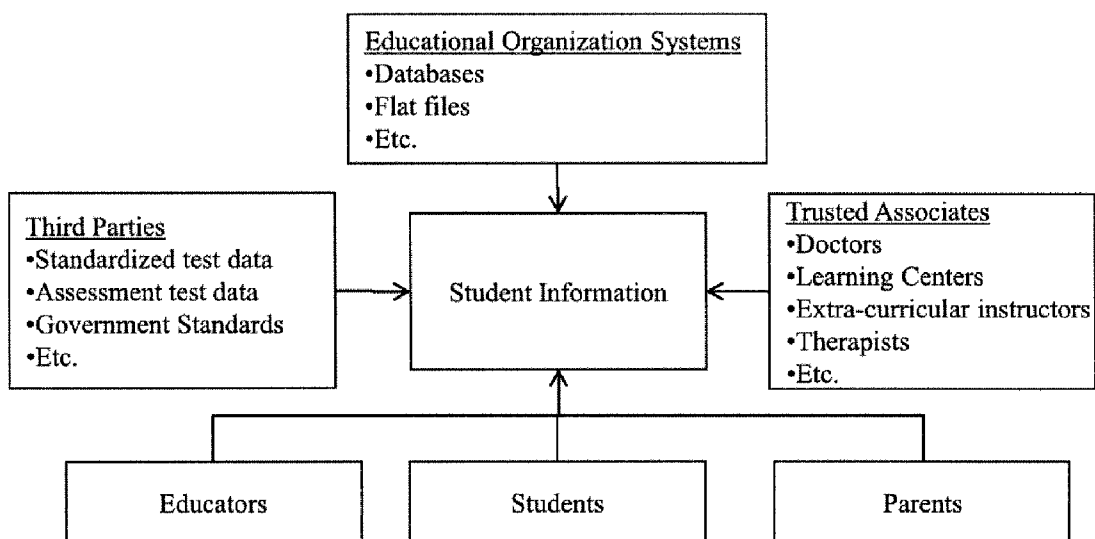 Educational Organization Systems
•Databases
•Flat files
•Etc.
Third Parties
•Standardized test data
•Assessment test data
•Government Standards
•Etc.
Student Information
Trusted Associates
•Doctors
•Learning Centers
•Extra-curricular instructors
•Therapists
•Etc.
Educators
Students
Parents